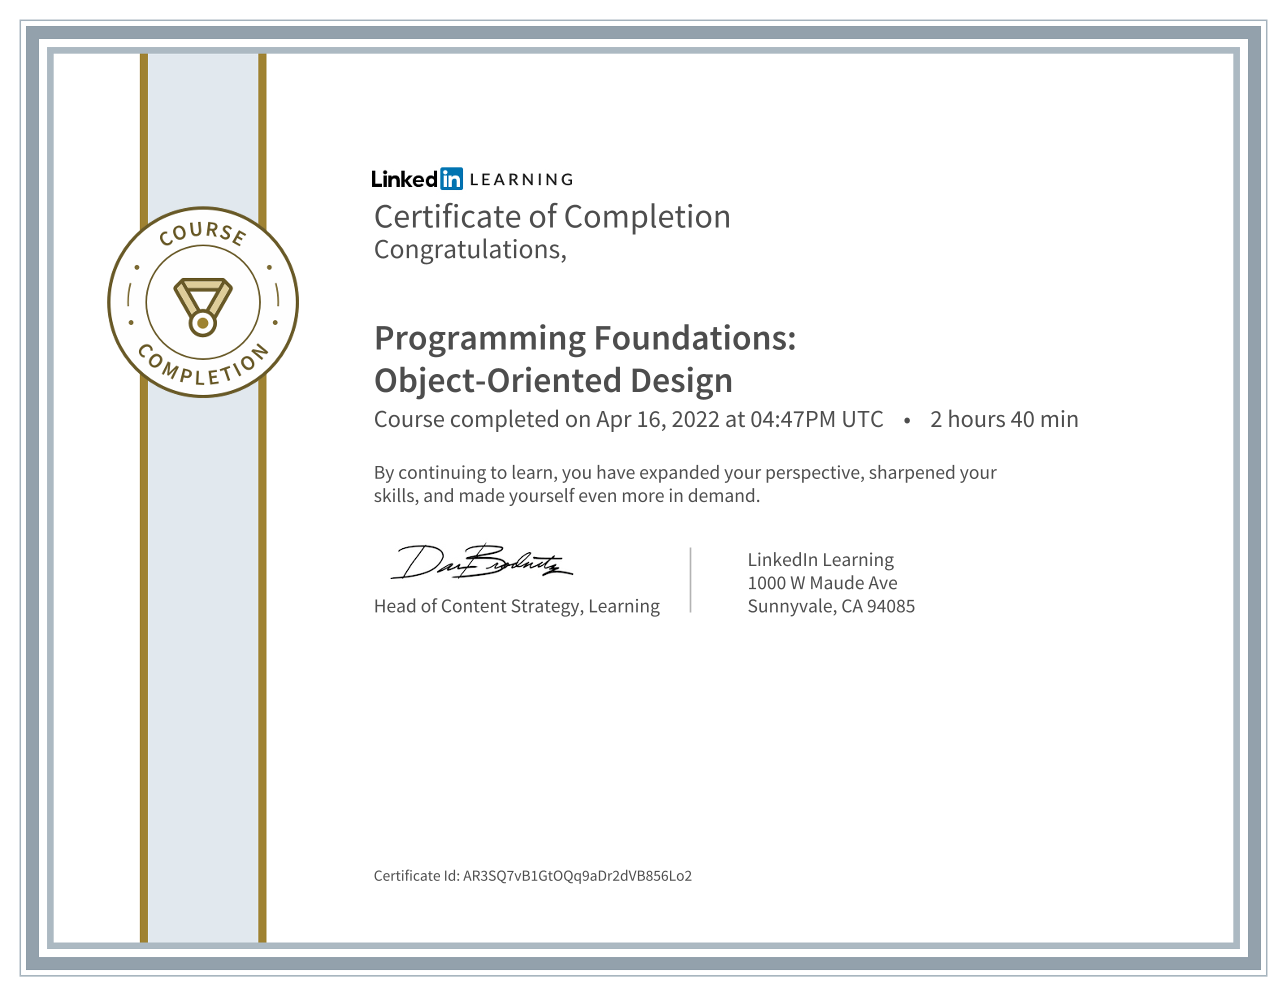 COURSE
COMPLETION
Linkedin LEARNING
Certificate of Completion
Congratulations,
Programming Foundations:
Object-Oriented Design
Course completed on Apr 16, 2022 at 04:47PM UTC • 2 hours 40 min
By continuing to learn, you have expanded your perspective, sharpened your
skills, and made yourself even more in demand.
Dan Brodnitz
Head of Content Strategy, Learning
LinkedIn Learning
1000 W Maude Ave
Sunnyvale, CA 94085
Certificate Id: AR3SQ7vB1GtOQq9aDr2dVB856Lo2